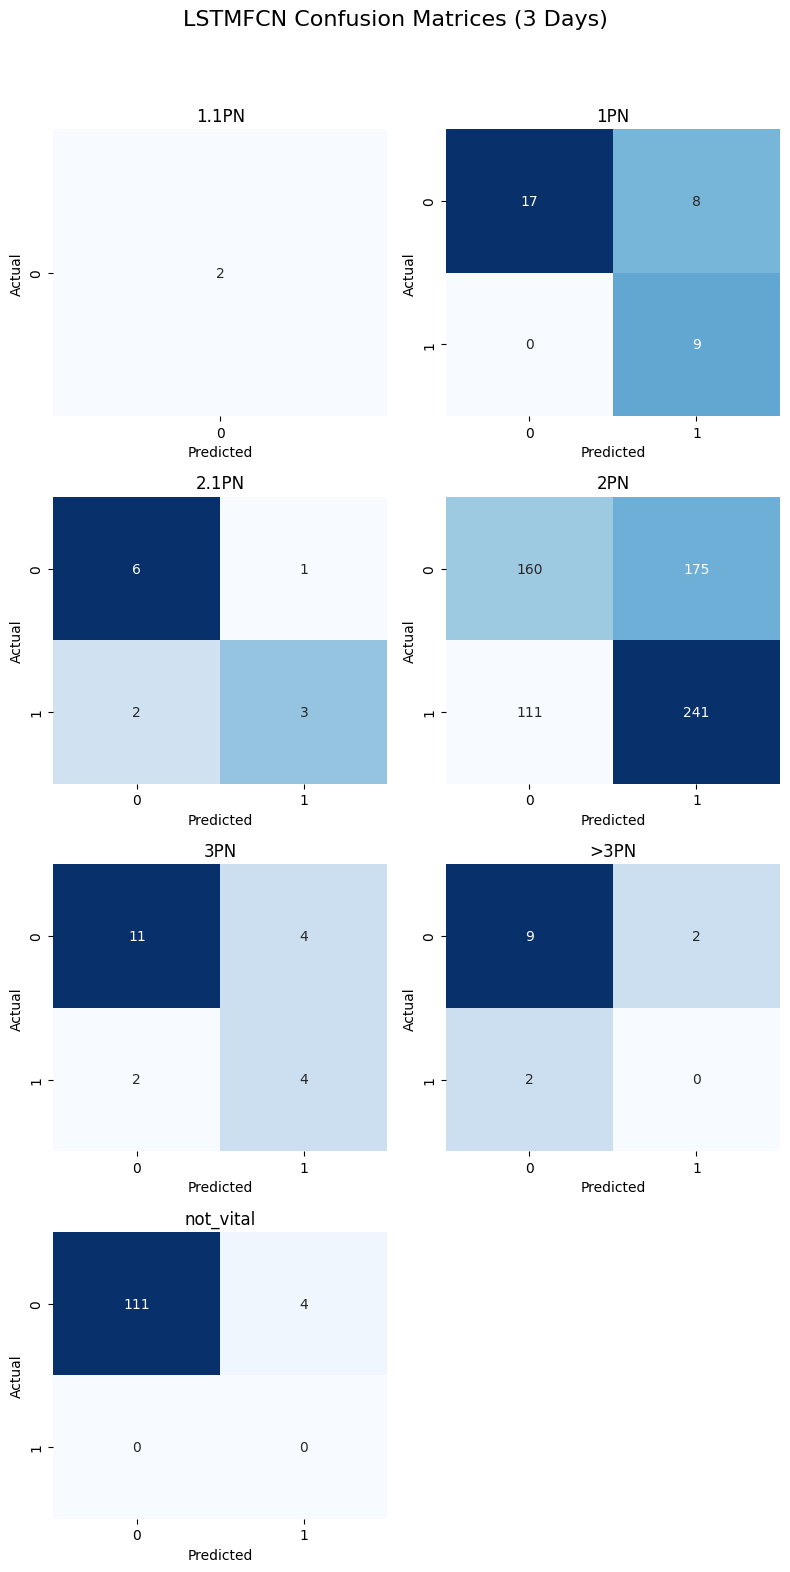 LSTMFCN Confusion Matrices (3 Days)
1.1PN
Actual
0
2
0
Predicted
1PN
Actual
0
17
8
1
0
9
0
1
Predicted
2.1PN
Actual
0
6
1
1
2
3
0
1
Predicted
2PN
Actual
0
160
175
1
111
241
0
1
Predicted
3PN
Actual
0
11
4
1
2
4
0
1
Predicted
>3PN
Actual
0
9
2
1
2
0
0
1
Predicted
not_vital
Actual
0
111
4
1
0
0
0
1
Predicted